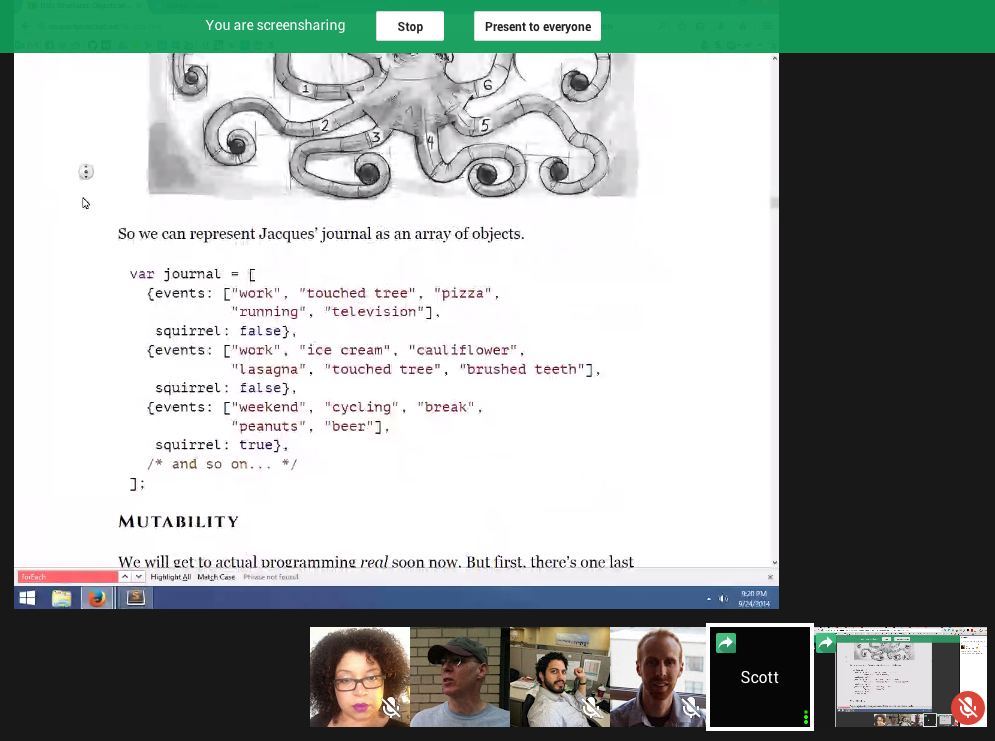 You are screensharing Stop Present to everyone
1 6
2 3 4 5
So we can represent Jacques' journal as an array of objects.
var journal = [
{events: ["work", "touched tree", "pizza",
"running", "television"],
squirrel: false},
{events: ["work", "ice cream", "cauliflower",
"lasagna", "touched tree", "brushed teeth"],
squirrel: false},
{events: ["weekend", "cycling", "break",
"peanuts", "beer"],
squirrel: true},
/* and so on... */
];
MUTABILITY
We will get to actual programming real soon now. But first, there's one last
forEach Highlight All Match Case Phrase not found
S 9:20 PM
9/24/2014
Scott